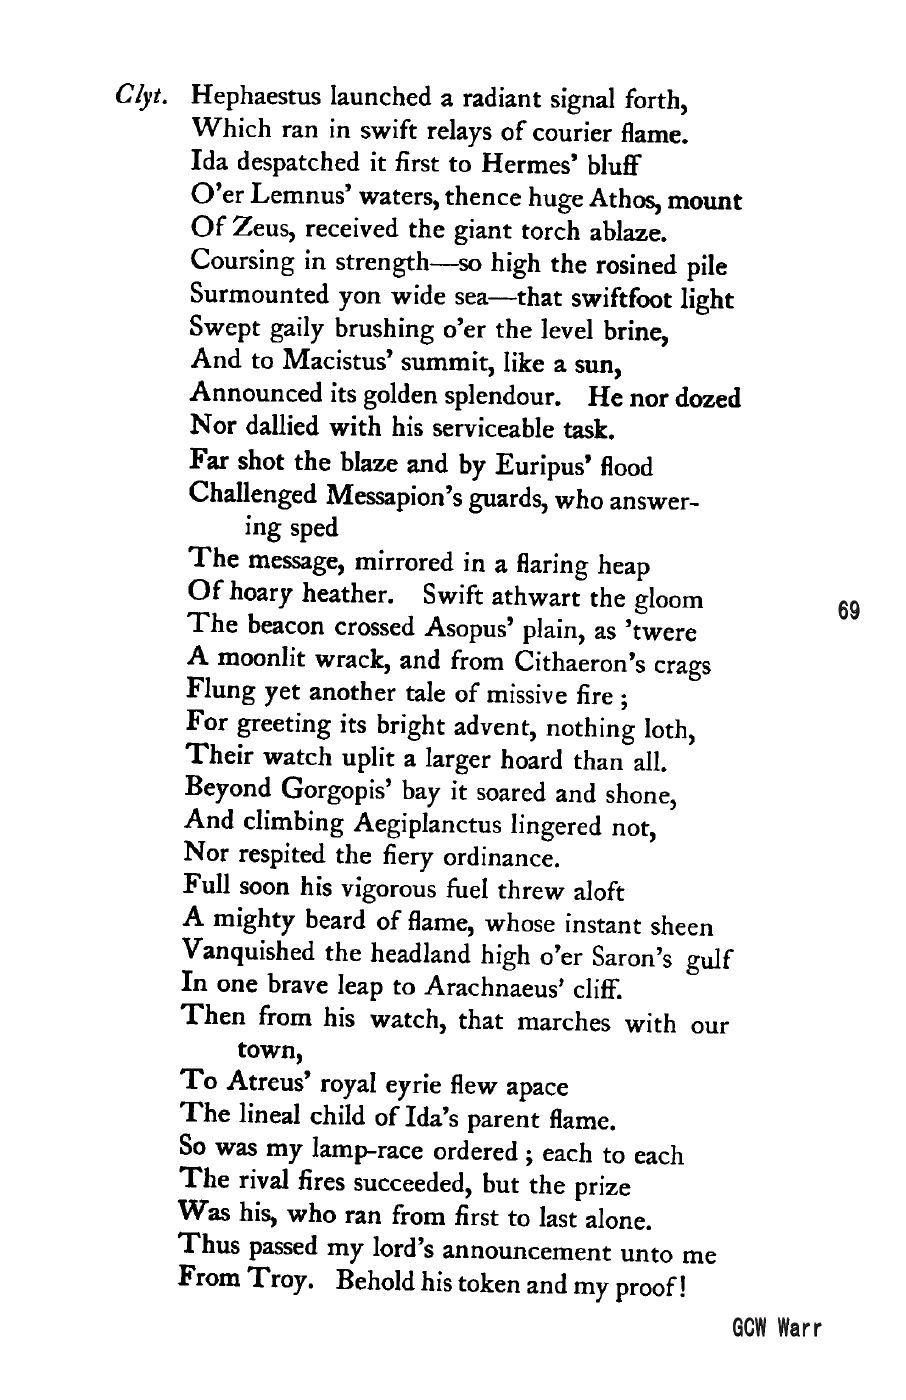 Clyt. Hephaestus launched a radiant signal forth,
Which ran in swift relays of courier flame.
Ida despatched it first to Hermes' bluff
O'er Lemnus' waters, thence huge Athos, mount
Of Zeus, received the giant torch ablaze.
Coursing in strength—so high the rosined pile
Surmounted yon wide sea—that swiftfoot light
Swept gaily brushing o'er the level brine,
And to Macistus' summit, like a sun,
Announced its golden splendour. He nor dozed
Nor dallied with his serviceable task.
Far shot the blaze and by Euripus' flood
Challenged Messapion's guards, who answer-
ing sped
The message, mirrored in a flaring heap
Of hoary heather. Swift athwart the gloom
The beacon crossed Asopus' plain, as 'twere
A moonlit wrack, and from Cithaeron's crags
Flung yet another tale of missive fire ;
For greeting its bright advent, nothing loth,
Their watch uplit a larger hoard than all.
Beyond Gorgopis' bay it soared and shone,
And climbing Aegiplanctus lingered not,
Nor respited the fiery ordinance.
Full soon his vigorous fuel threw aloft
A mighty beard of flame, whose instant sheen
Vanquished the headland high o'er Saron's gulf
In one brave leap to Arachnaeus' cliff.
Then from his watch, that marches with our
town,
To Atreus' royal eyrie flew apace
The lineal child of Ida's parent flame.
So was my lamp-race ordered ; each to each
The rival fires succeeded, but the prize
Was his, who ran from first to last alone.
Thus passed my lord's announcement unto me
From Troy. Behold his token and my proof !
69
GCW Warr